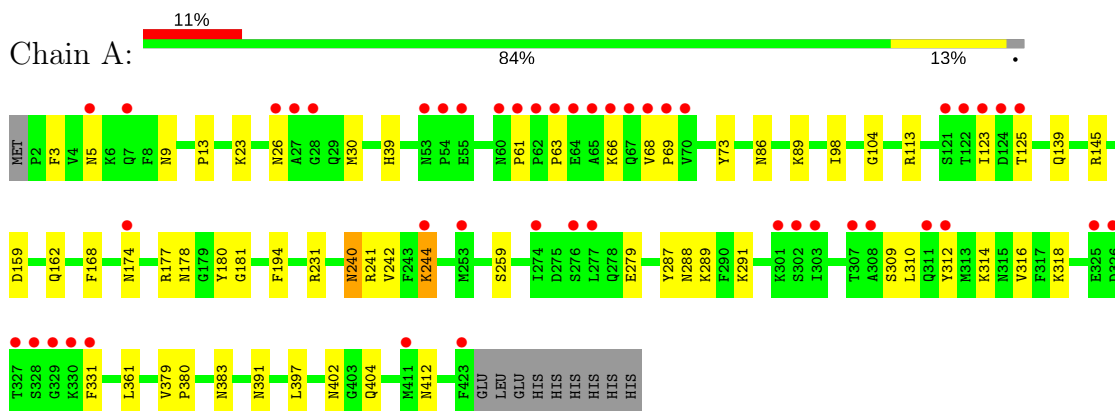 11%
Chain A:
84% 13% •
MET P2 F3 V4 N5 K6 Q7 F8 N9 P13 K23 N26 A27 G28 Q29 M30 H39 N53 P54 E55 N60 P61 P62 P63 E64 A65 K66 Q67 V68 P69 V70 Y73 N86 K89 I98 G104 R113 S121 T122 I123 D124 T125 Q139 R145
D159 Q162 F168 N174 R177 N178 G179 Y180 G181 F194 R231 N240 R241 V242 F243 K244 M253 S259 I274 D275 S276 L277 Q278 E279 Y287 N288 K289 F290 K291 K301 S302 I303 T307 A308 S309 L310 Q311 Y312 M313 K314 N315 V316 F317 K318 E325
T327 S328 G329 K330 F331 L361 V379 P380 N383 N391 L397 N402 G403 Q404 M411 N412 F423 GLU LEU GLU HIS HIS HIS HIS HIS HIS